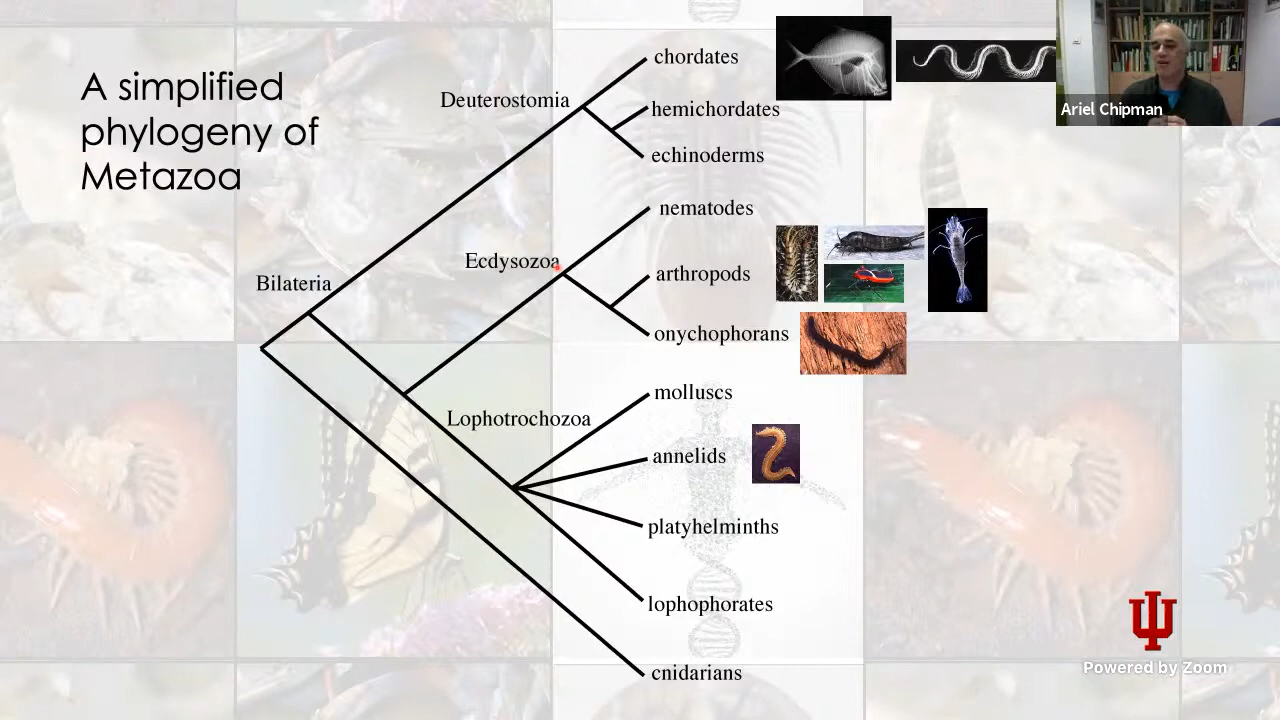 A simplified
phylogeny of
Metazoa
chordates
Deuterostomia
hemichordates
echinoderms
nematodes
Ecdysozoa
arthropods
Bilateria
onychophorans
molluscs
Lophotrochozoa
annelids
platyhelminths
lophophorates
cnidarians
Ariel Chipman
Powered by Zoom